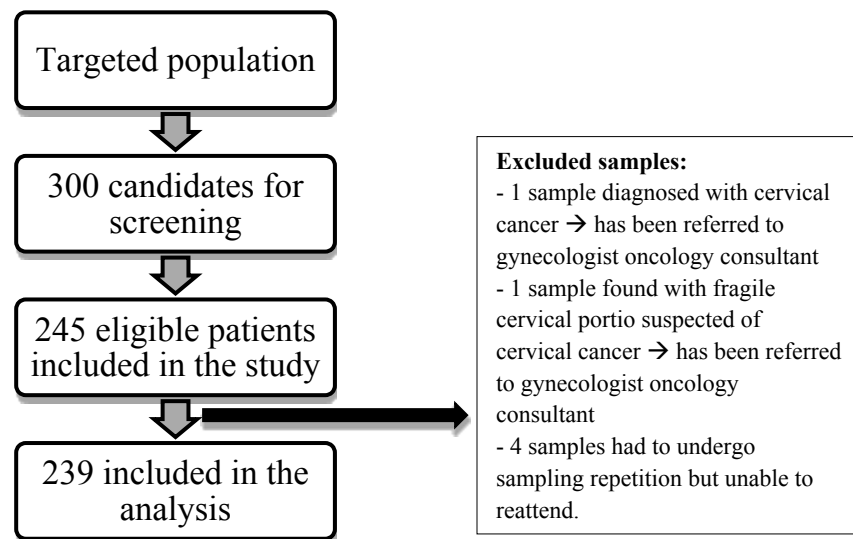 Targeted population
300 candidates for
screening
245 eligible patients
included in the study
239 included in the
analysis
Excluded samples:
- 1 sample diagnosed with cervical
cancer → has been referred to
gynecologist oncology consultant
- 1 sample found with fragile
cervical portio suspected of
cervical cancer → has been referred
to gynecologist oncology
consultant
- 4 samples had to undergo
sampling repetition but unable to
reattend.